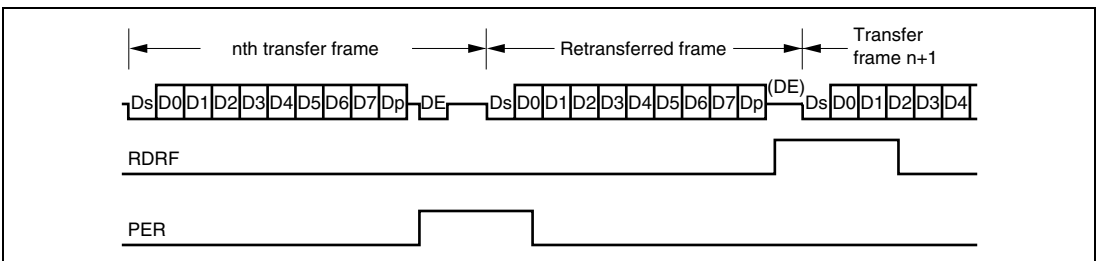 nth transfer frame
Retransferred frame
Transfer
frame n+1
Ds D0 D1 D2 D3 D4 D5 D6 D7 Dp DE Ds D0 D1 D2 D3 D4 D5 D6 D7 Dp (DE) Ds D0 D1 D2 D3 D4
RDRF
PER